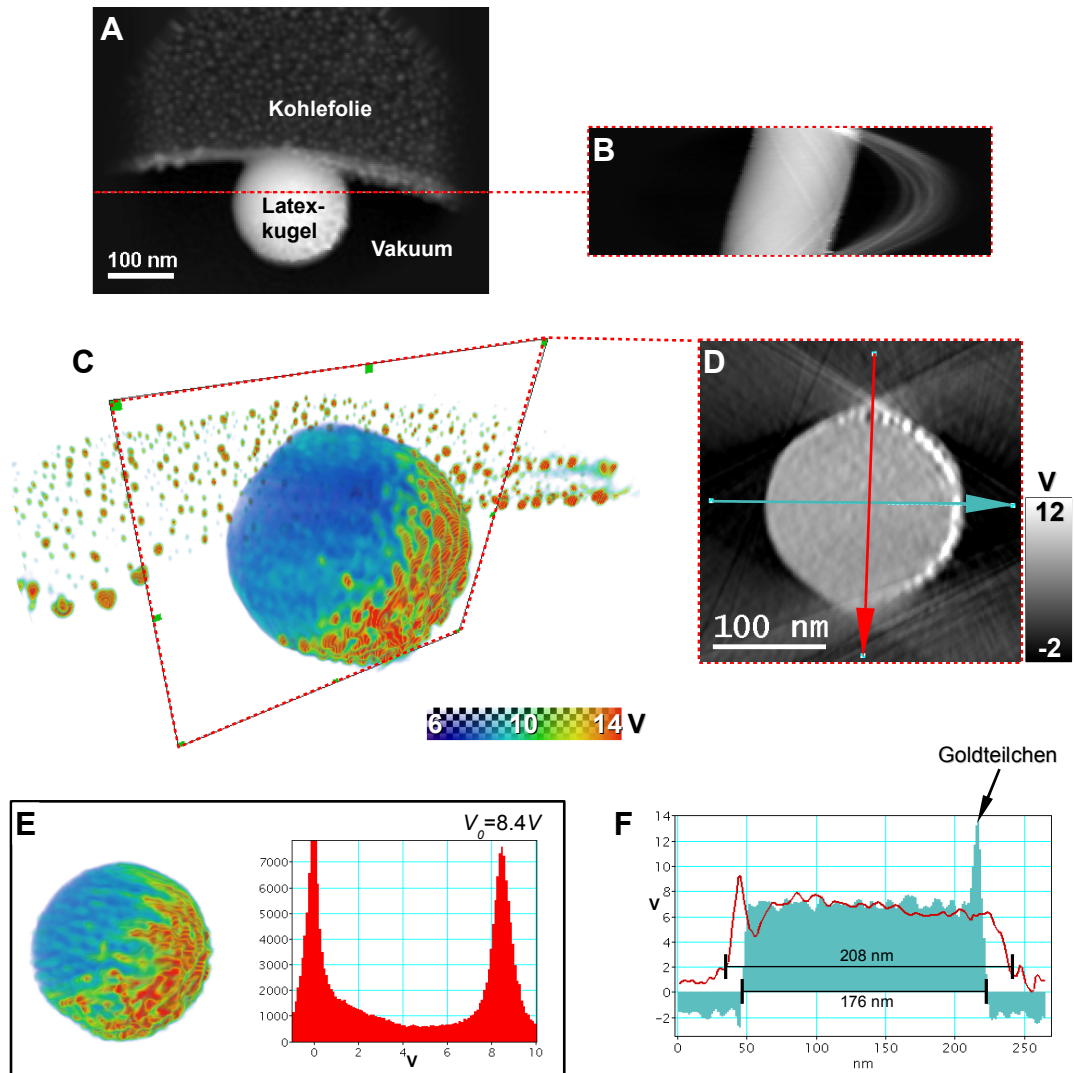 A
Kohlefolie
Latex-
kugel
Vakuum
100 nm
B
C
D
100 nm
V
12
-2
6 10 14 V
E
V₀=8.4V
7000
6000
5000
4000
3000
2000
1000
0
0 2 4 6 8 10
V
Goldteilchen
F
14
12
10
8
6
4
2
0
-2
V
208 nm
176 nm
0 50 100 150 200 250
nm